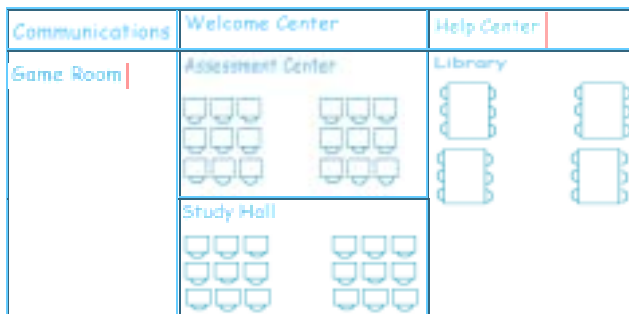 Communications
Welcome Center
Help Center
Game Room
Assessment Center
Library
Study Hall